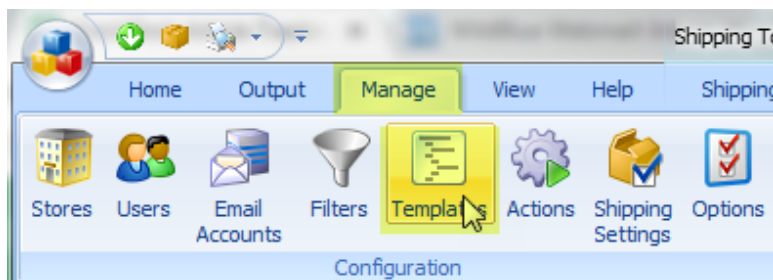 Shipping To
Home Output Manage View Help Shipping
Stores Users Email Accounts Filters Templates Actions Shipping Settings Options
Configuration